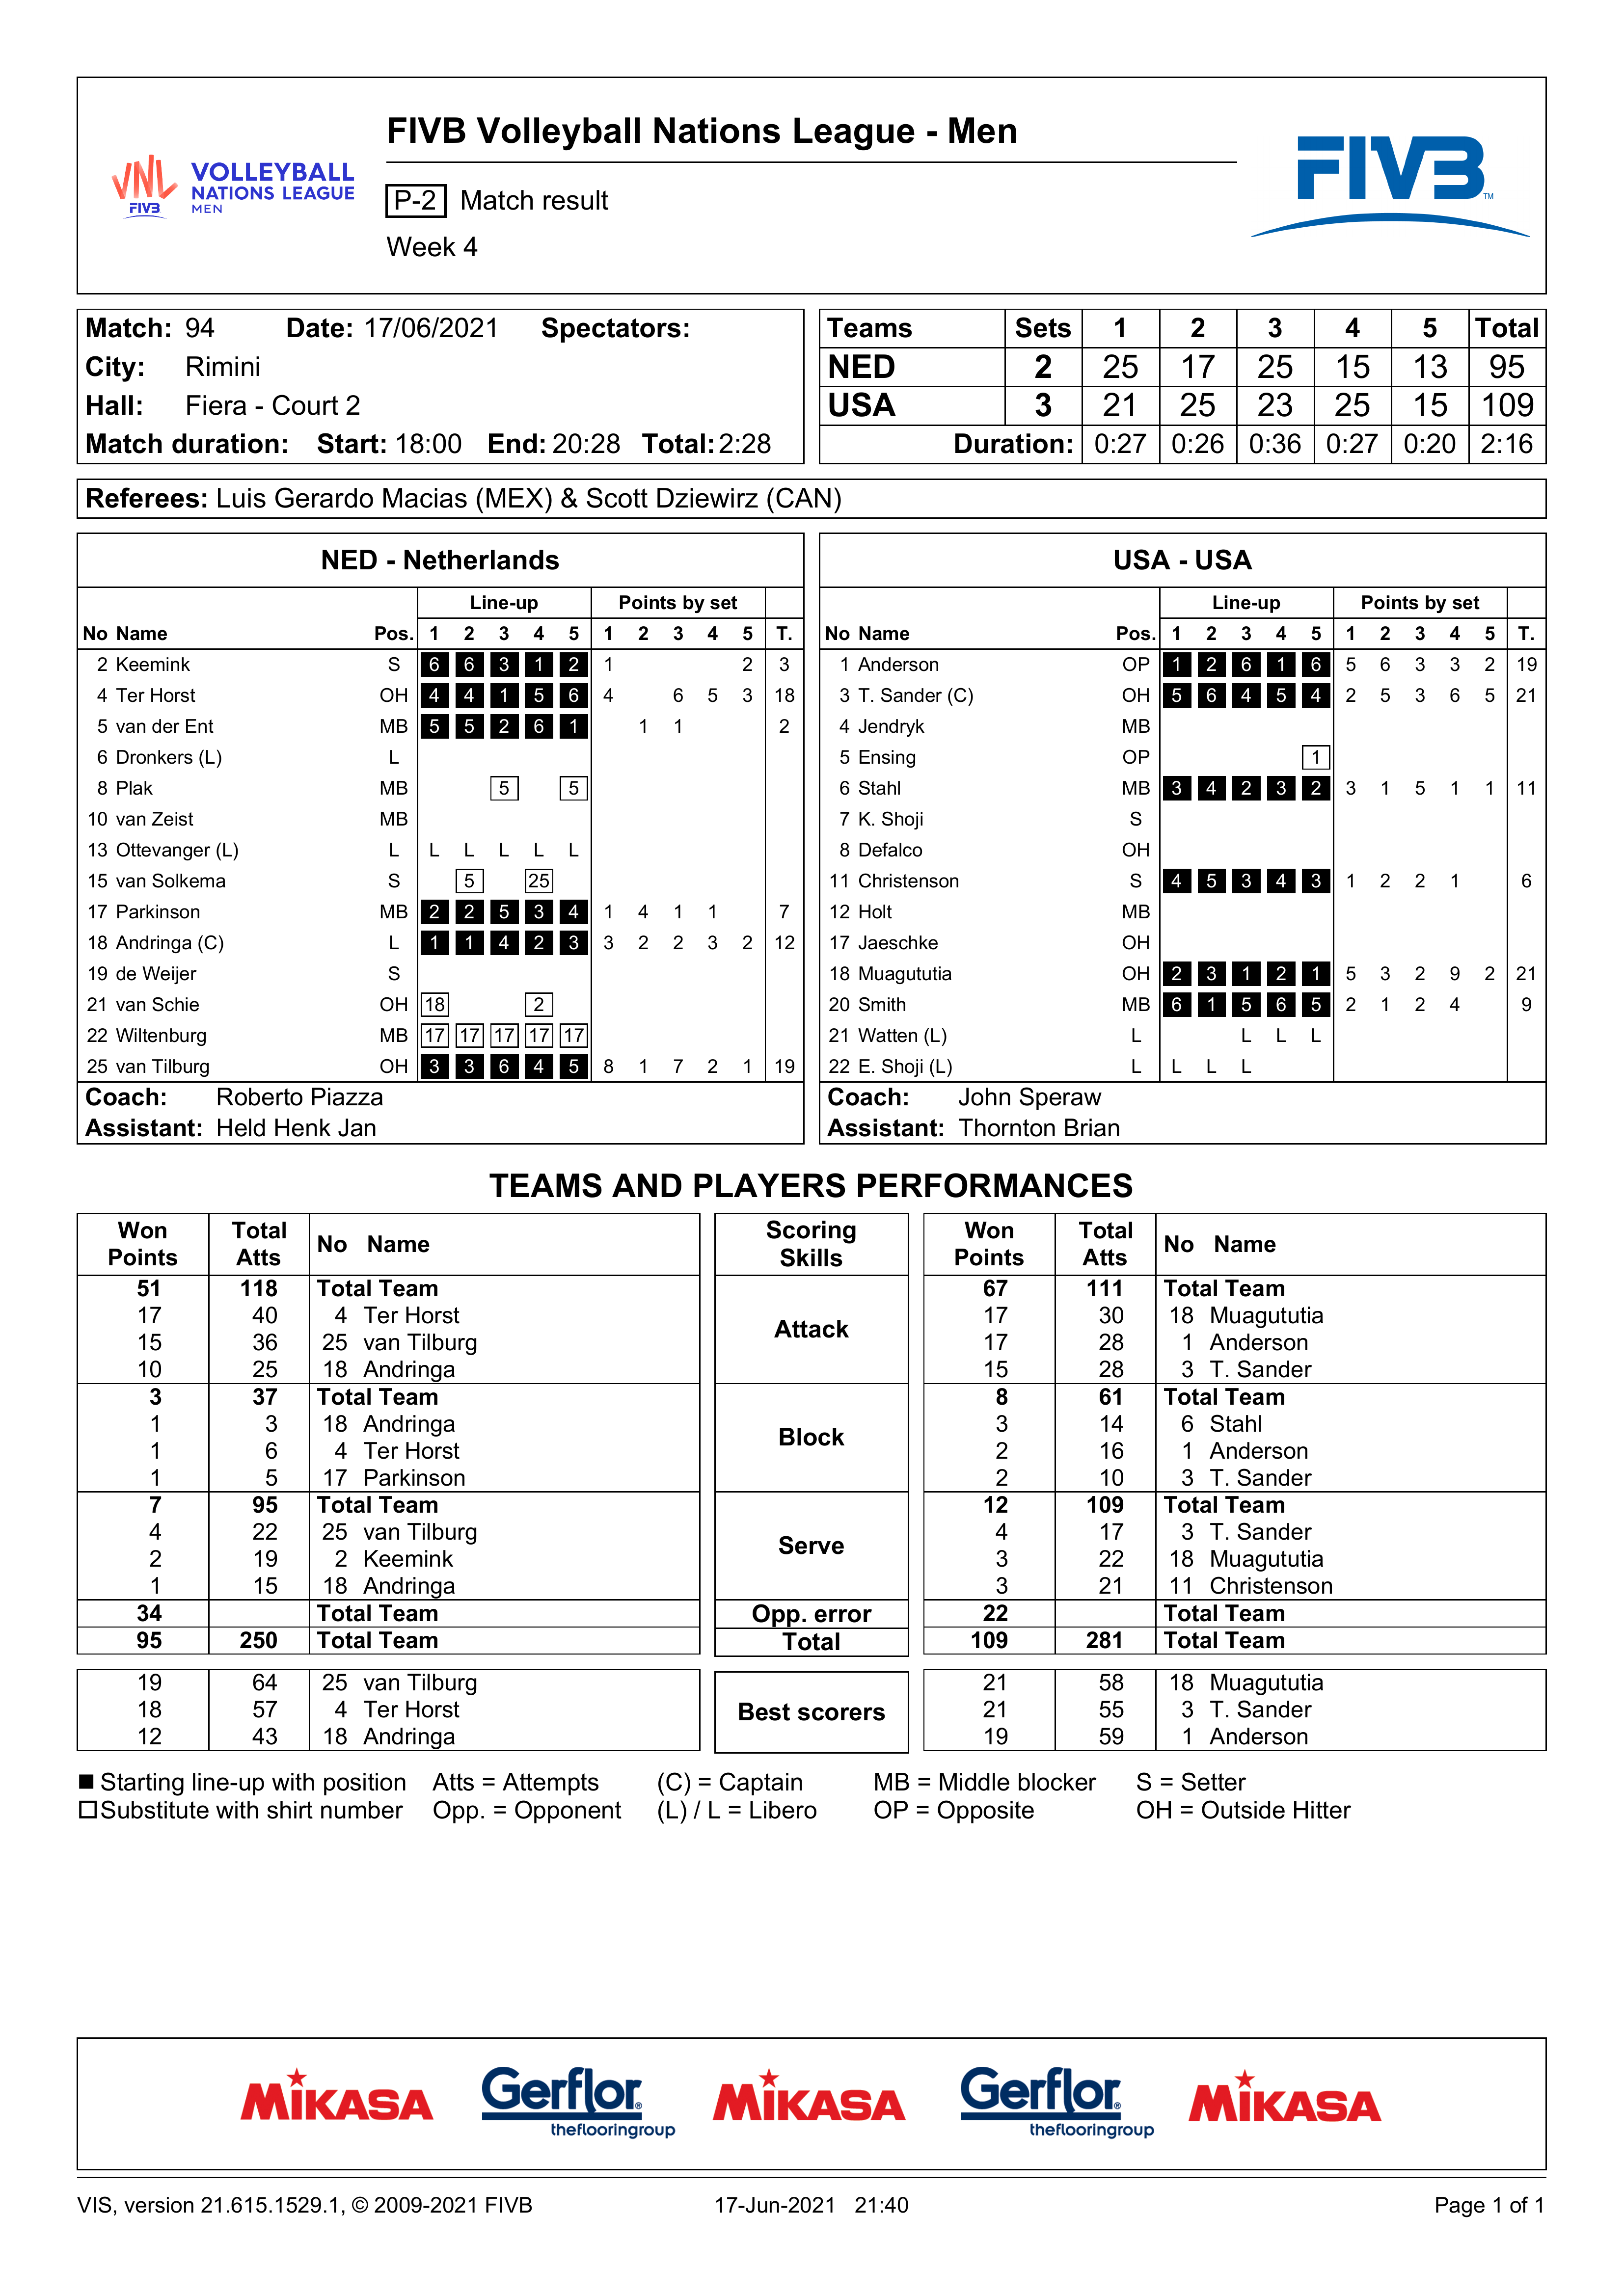 FIVB Volleyball Nations League - Men
VNL FIVB
VOLLEYBALL
NATIONS LEAGUE
MEN
P-2 Match result
Week 4
FIVB TM
Match: 94 Date: 17/06/2021 Spectators:
City: Rimini
Hall: Fiera - Court 2
Match duration: Start: 18:00 End: 20:28 Total: 2:28
Teams Sets 1 2 3 4 5 Total
NED 2 25 17 25 15 13 95
USA 3 21 25 23 25 15 109
Duration: 0:27 0:26 0:36 0:27 0:20 2:16
Referees: Luis Gerardo Macias (MEX) & Scott Dziewirz (CAN)
NED - Netherlands
Line-up Points by set
No Name Pos. 1 2 3 4 5 1 2 3 4 5 T.
2 Keemink S 6 6 3 1 2 1 2 3
4 Ter Horst OH 4 4 1 5 6 4 6 5 3 18
5 van der Ent MB 5 5 2 6 1 1 1 2
6 Dronkers (L) L
8 Plak MB 5 5
10 van Zeist MB
13 Ottevanger (L) L L L L L L
15 van Solkema S 5 25
17 Parkinson MB 2 2 5 3 4 1 4 1 1 7
18 Andringa (C) L 1 1 4 2 3 3 2 2 3 2 12
19 de Weijer S
21 van Schie OH 18 2
22 Wiltenburg MB 17 17 17 17 17
25 van Tilburg OH 3 3 6 4 5 8 1 7 2 1 19
Coach: Roberto Piazza
Assistant: Held Henk Jan
USA - USA
Line-up Points by set
No Name Pos. 1 2 3 4 5 1 2 3 4 5 T.
1 Anderson OP 1 2 6 1 6 5 6 3 3 2 19
3 T. Sander (C) OH 5 6 4 5 4 2 5 3 6 5 21
4 Jendryk MB
5 Ensing OP 1
6 Stahl MB 3 4 2 3 2 3 1 5 1 1 11
7 K. Shoji S
8 Defalco OH
11 Christenson S 4 5 3 4 3 1 2 2 1 6
12 Holt MB
17 Jaeschke OH
18 Muagututia OH 2 3 1 2 1 5 3 2 9 2 21
20 Smith MB 6 1 5 6 5 2 1 2 4 9
21 Watten (L) L L L L
22 E. Shoji (L) L L L L
Coach: John Speraw
Assistant: Thornton Brian
TEAMS AND PLAYERS PERFORMANCES
Won Points Total Atts No Name Scoring Skills Won Points Total Atts No Name
51 118 Total Team Attack 67 111 Total Team
17 40 4 Ter Horst 17 30 18 Muagututia
15 36 25 van Tilburg 17 28 1 Anderson
10 25 18 Andringa 15 28 3 T. Sander
3 37 Total Team Block 8 61 Total Team
1 3 18 Andringa 3 14 6 Stahl
1 6 4 Ter Horst 2 16 1 Anderson
1 5 17 Parkinson 2 10 3 T. Sander
7 95 Total Team Serve 12 109 Total Team
4 22 25 van Tilburg 4 17 3 T. Sander
2 19 2 Keemink 3 22 18 Muagututia
1 15 18 Andringa 3 21 11 Christenson
34 Total Team Opp. error 22 Total Team
95 250 Total Team Total 109 281 Total Team
19 64 25 van Tilburg Best scorers 21 58 18 Muagututia
18 57 4 Ter Horst 21 55 3 T. Sander
12 43 18 Andringa 19 59 1 Anderson
■ Starting line-up with position Atts = Attempts (C) = Captain MB = Middle blocker S = Setter
□ Substitute with shirt number Opp. = Opponent (L) / L = Libero OP = Opposite OH = Outside Hitter
MIKASA Gerflor® theflooringgroup MIKASA Gerflor® theflooringgroup MIKASA
VIS, version 21.615.1529.1, © 2009-2021 FIVB 17-Jun-2021 21:40 Page 1 of 1